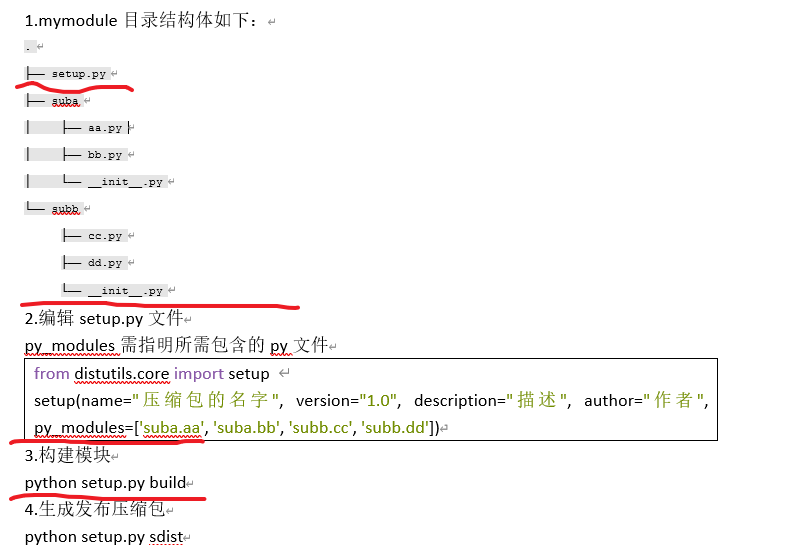 1.mymodule 目录结构体如下：
.
├── setup.py
├── suba
│   ├── aa.py
│   ├── bb.py
│   └── __init__.py
└── subb
    ├── cc.py
    ├── dd.py
    └── __init__.py
2.编辑 setup.py 文件
py_modules 需指明所需包含的 py 文件
from distutils.core import setup
setup(name="压缩包的名字", version="1.0", description="描述", author="作者",
py_modules=['suba.aa', 'suba.bb', 'subb.cc', 'subb.dd'])
3.构建模块
python setup.py build
4.生成发布压缩包
python setup.py sdist